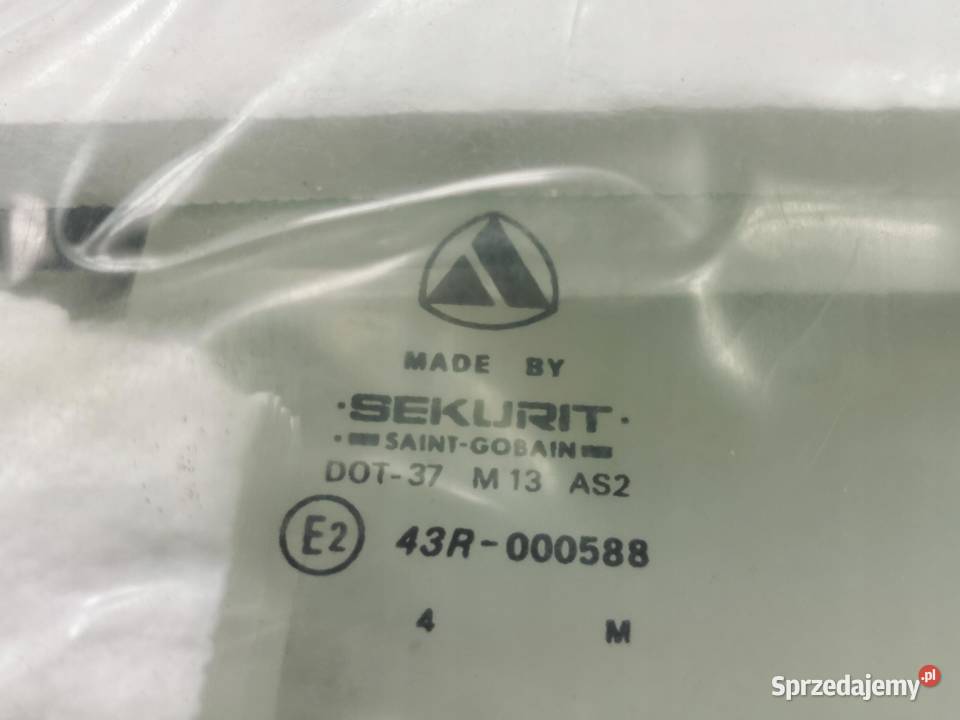 MADE BY
·SEKURIT·
·SAINT-GOBAIN
DOT-37 M13 AS2
E2 43R-000588
4 M
Sprzedajemy.pl